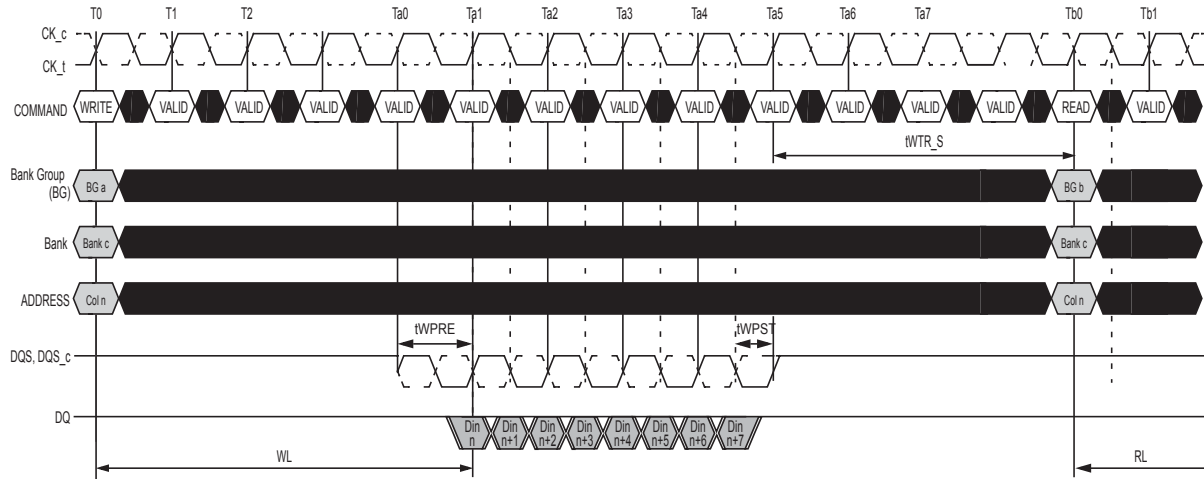 T0 T1 T2 Ta0 Ta1 Ta2 Ta3 Ta4 Ta5 Ta6 Ta7 Tb0 Tb1
CK_c
CK_t
COMMAND WRITE VALID VALID VALID VALID VALID VALID VALID VALID VALID VALID VALID VALID READ VALID
tWTR_S
Bank Group
(BG)
BG a BG b
Bank Bank c Bank c
ADDRESS Col n Col n
tWPRE tWPST
DQS, DQS_c
DQ
Din Din Din Din Din Din Din Din
n n+1 n+2 n+3 n+4 n+5 n+6 n+7
WL RL